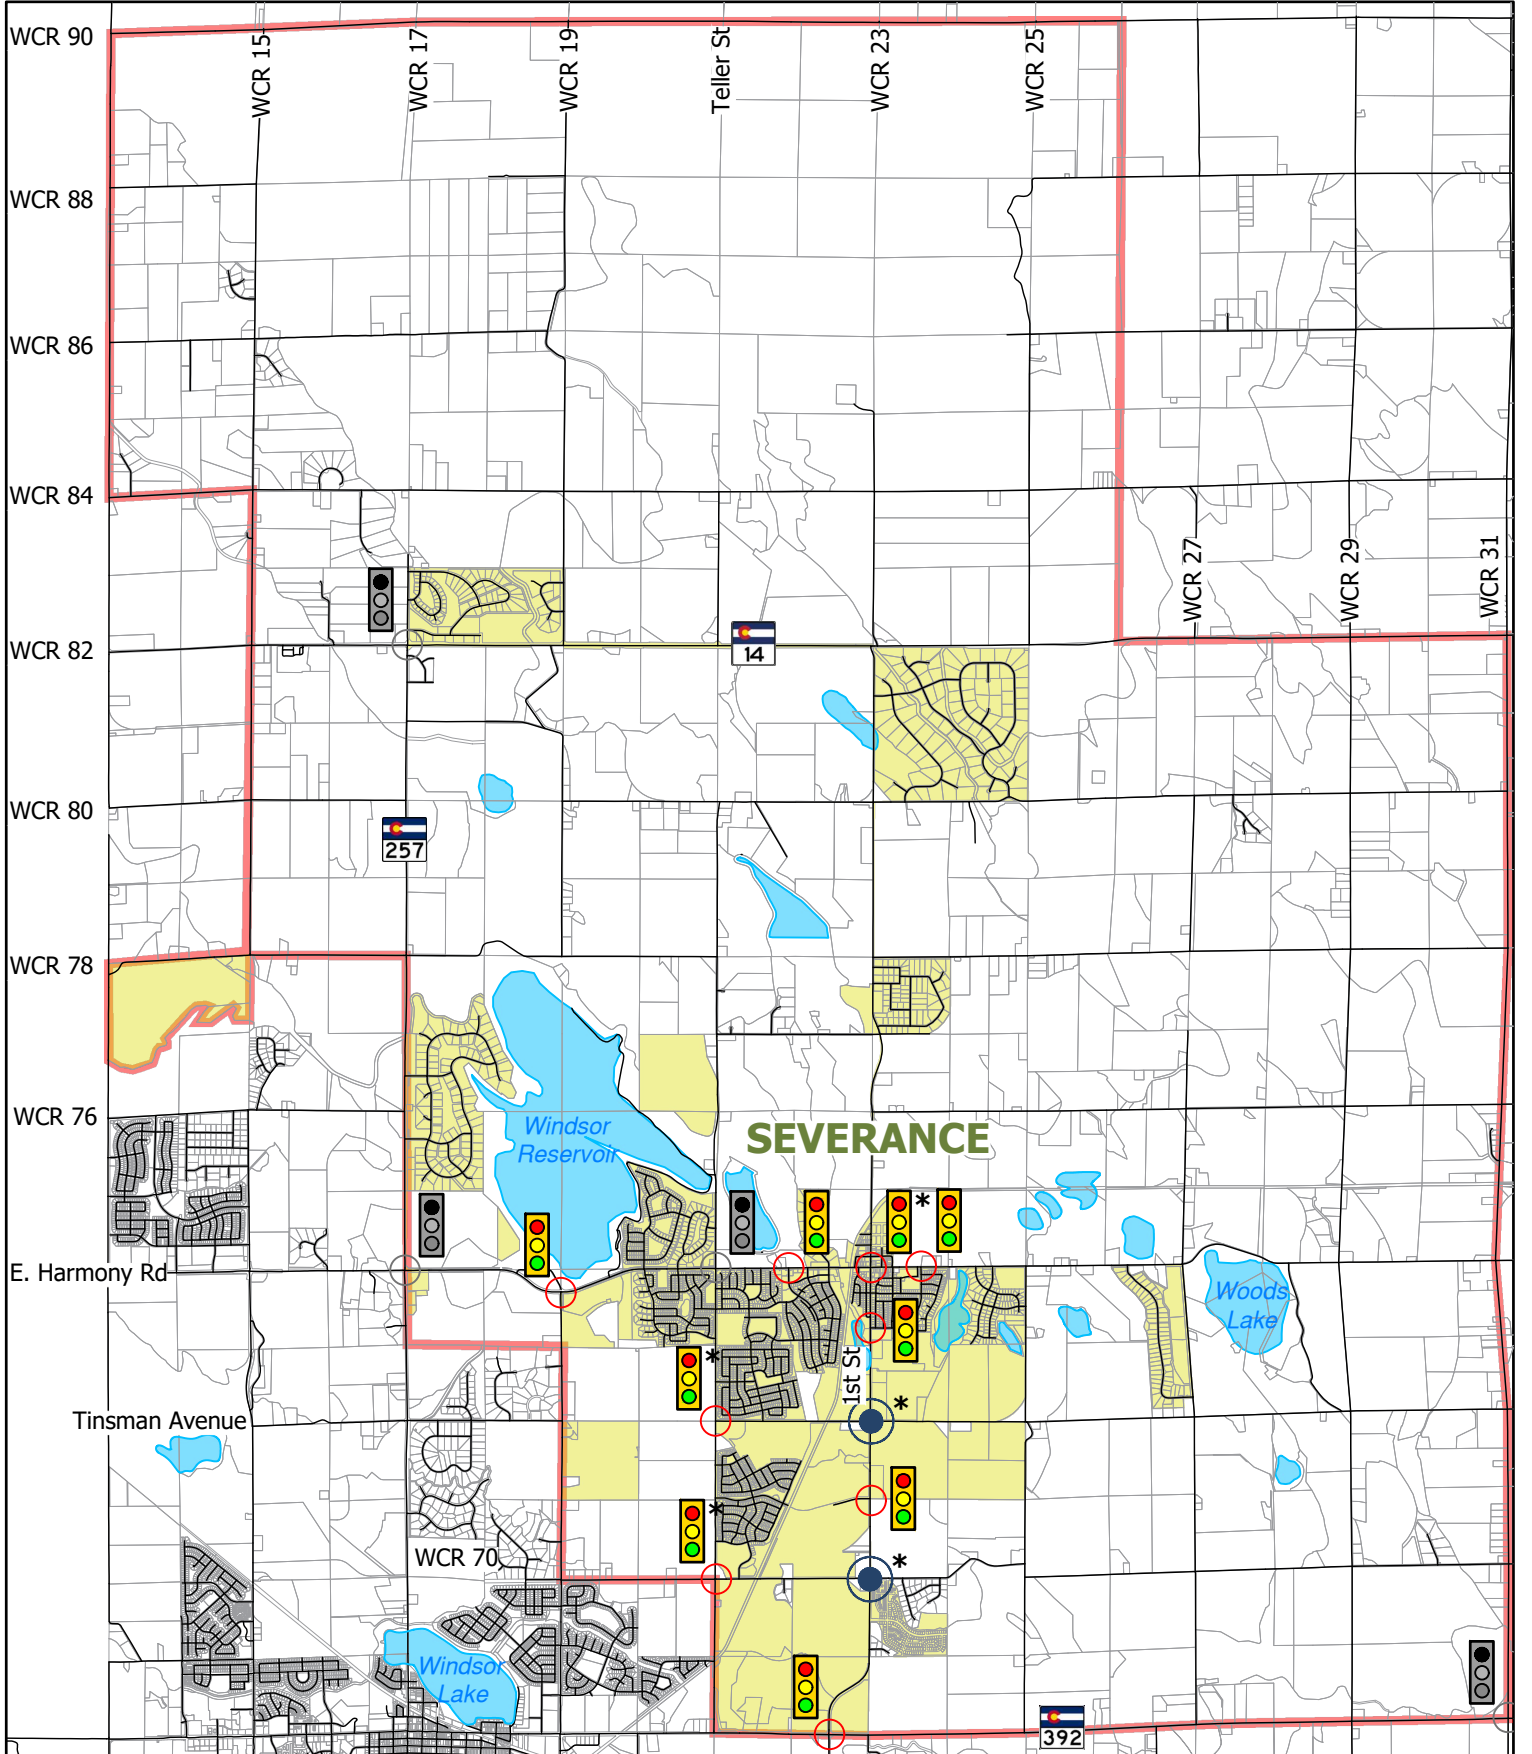 WCR 90
WCR 15
WCR 17
WCR 19
Teller St
WCR 23
WCR 25
WCR 88
WCR 86
WCR 84
WCR 27
WCR 29
WCR 31
WCR 82
14
WCR 80
257
WCR 78
WCR 76
Windsor
Reservoir
SEVERANCE
*
E. Harmony Rd
Woods
Lake
*
1st St
*
Tinsman Avenue
*
WCR 70
*
Windsor
Lake
392